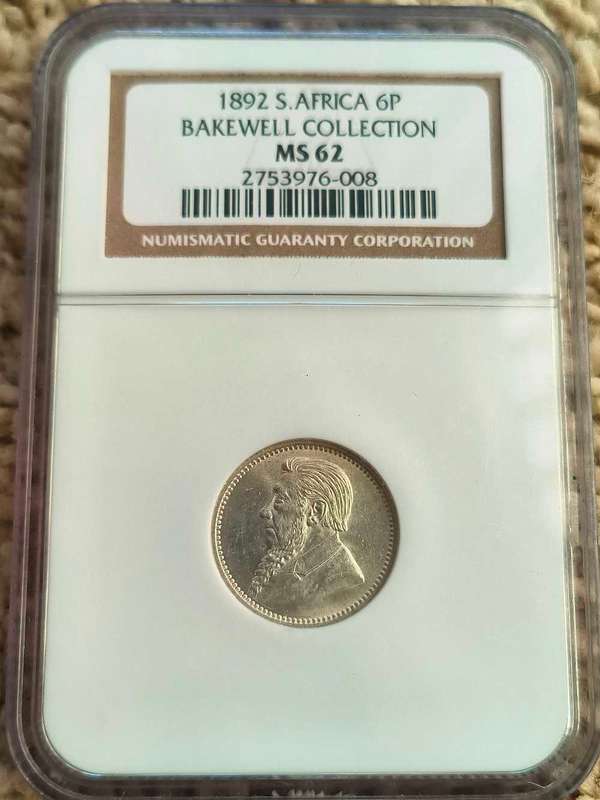 1892 S.AFRICA 6P
BAKEWELL COLLECTION
MS 62
2753976-008
NUMISMATIC GUARANTY CORPORATION